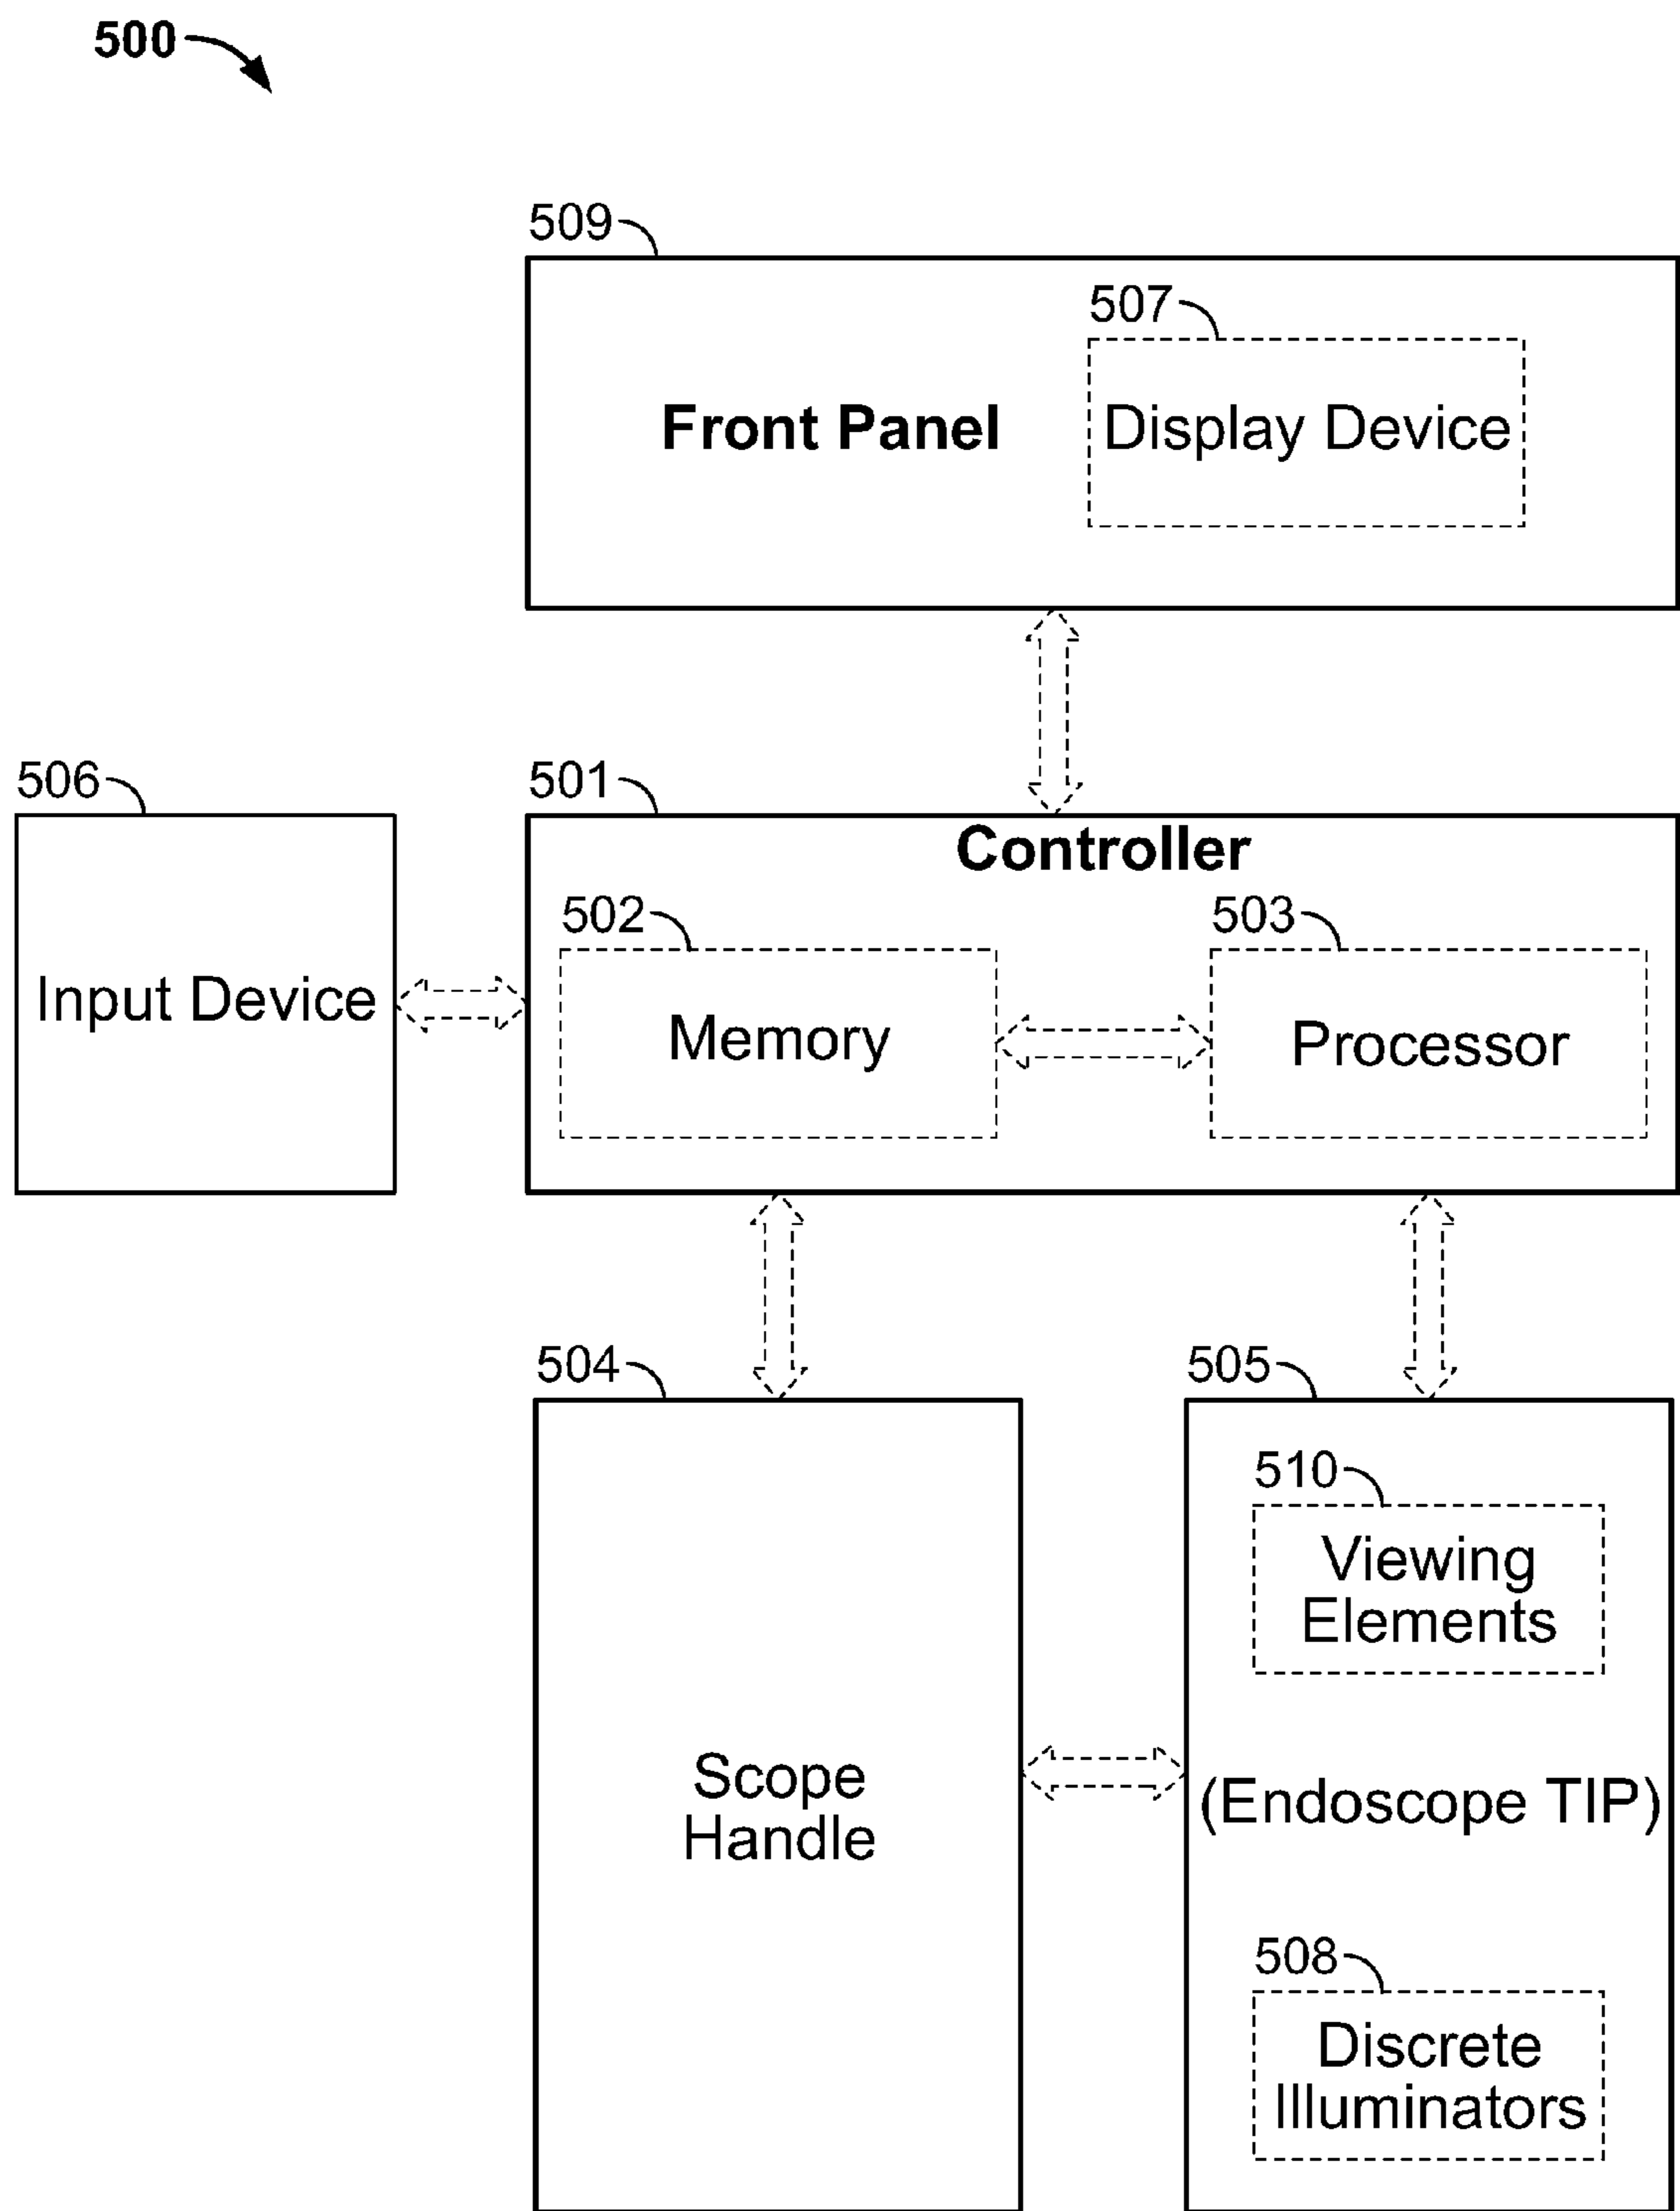 500
509
507
Front Panel
Display Device
506
501
Controller
502
503
Input Device
Memory
Processor
504
505
510
Viewing
Elements
Scope
Handle
(Endoscope TIP)
508
Discrete
Illuminators